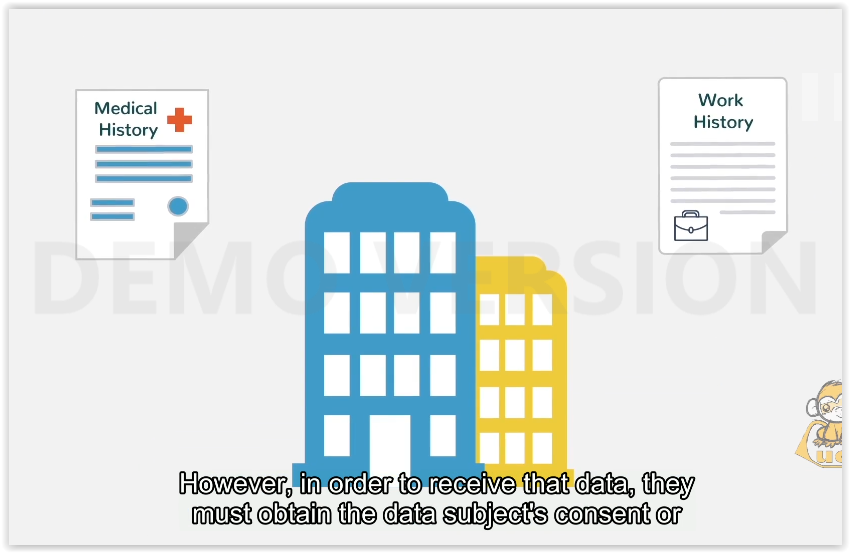 Medical
History
Work
History
DEMO VERSION
However, in order to receive that data, they
must obtain the data subject's consent or